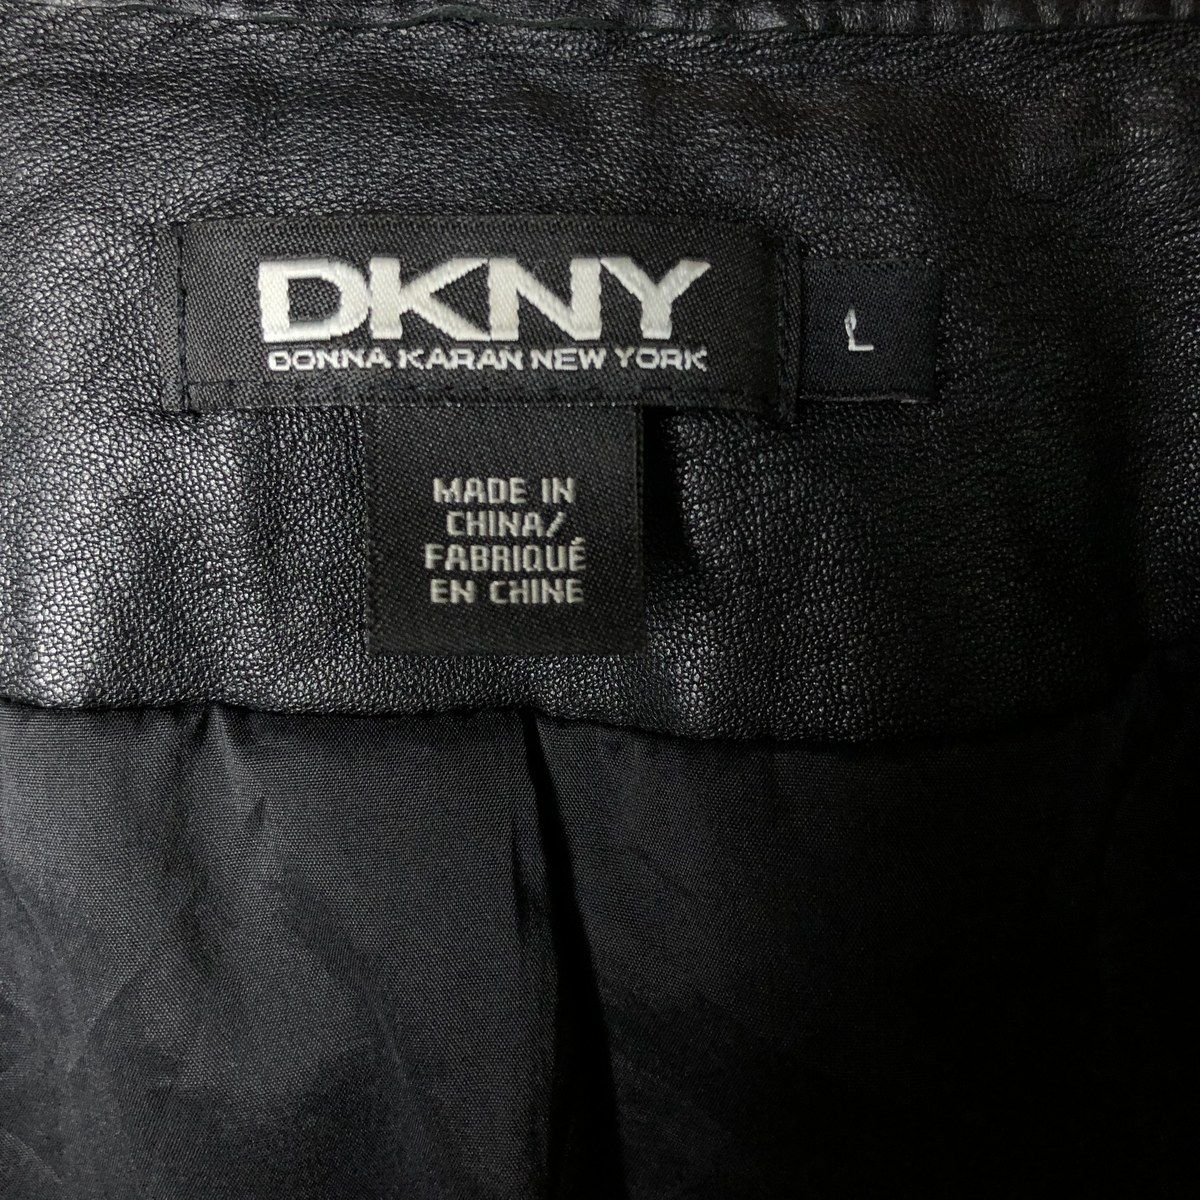 DKNY
DONNA KARAN NEW YORK
L
MADE IN
CHINA/
FABRIQUÉ
EN CHINE